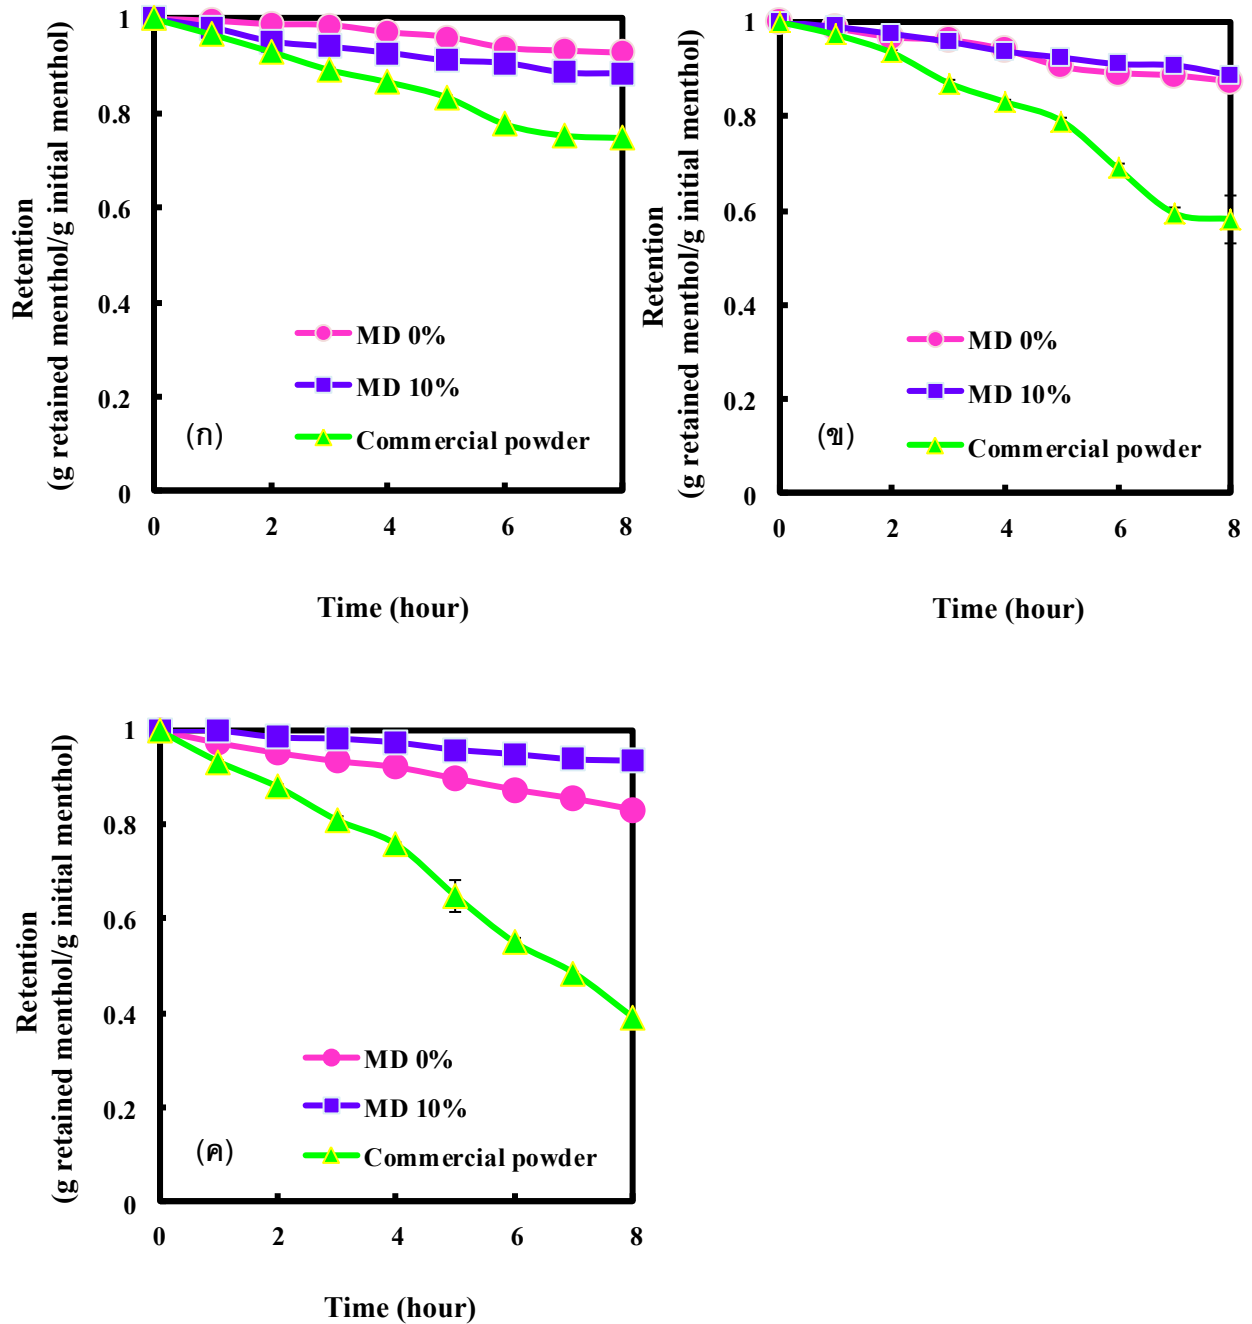 Retention
(g retained menthol/g initial menthol)
1
0.8
0.6
0.4
0.2
0
MD 0%
MD 10%
Commercial powder
(ก)
0 2 4 6 8
Time (hour)
Retention
(g retained menthol/g initial menthol)
1
0.8
0.6
0.4
0.2
0
MD 0%
MD 10%
Commercial powder
(ข)
0 2 4 6 8
Time (hour)
Retention
(g retained menthol/g initial menthol)
1
0.8
0.6
0.4
0.2
0
MD 0%
MD 10%
Commercial powder
(ค)
0 2 4 6 8
Time (hour)